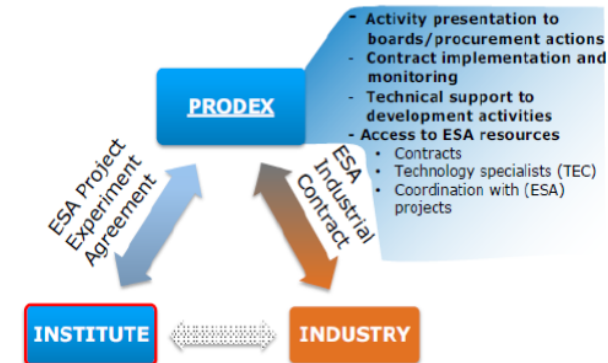 - Activity presentation to
boards/procurement actions
- Contract implementation and
monitoring
- Technical support to
development activities
- Access to ESA resources
• Contracts
• Technology specialists (TEC)
• Coordination with (ESA)
projects
PRODEX
ESA Project
Experiment
Agreement
ESA
Industrial
Contract
INSTITUTE
INDUSTRY